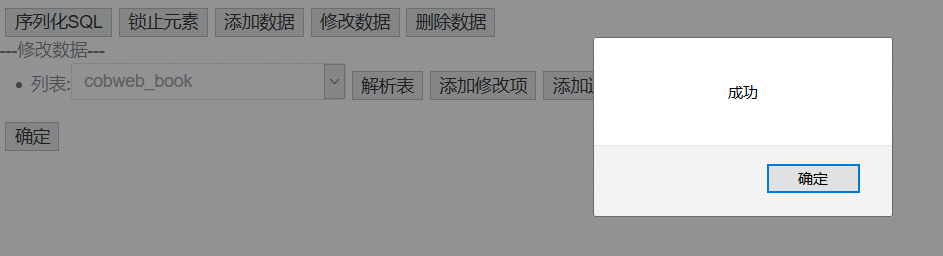 序列化SQL 锁止元素 添加数据 修改数据 删除数据
---修改数据---
列表: cobweb_book 解析表 添加修改项 添加
确定
成功
确定